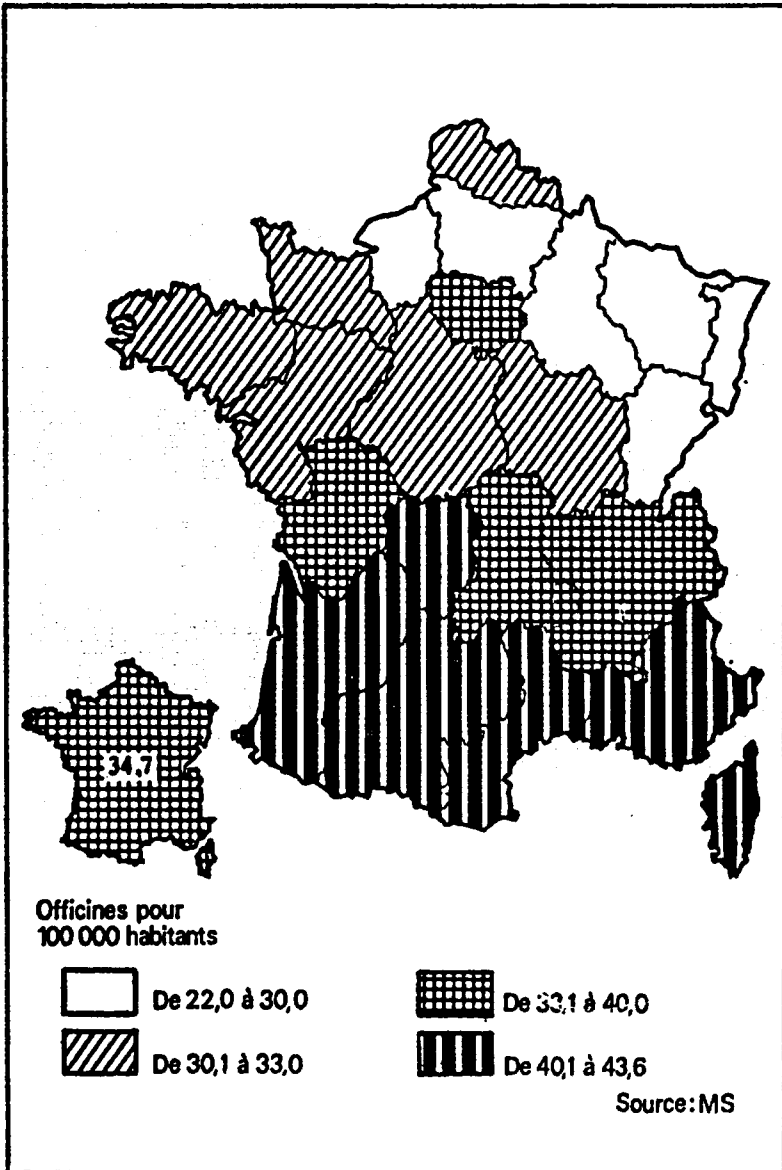 34,7
Officines pour
100 000 habitants
De 22,0 à 30,0
De 30,1 à 33,0
De 33,1 à 40,0
De 40,1 à 43,6
Source: MS